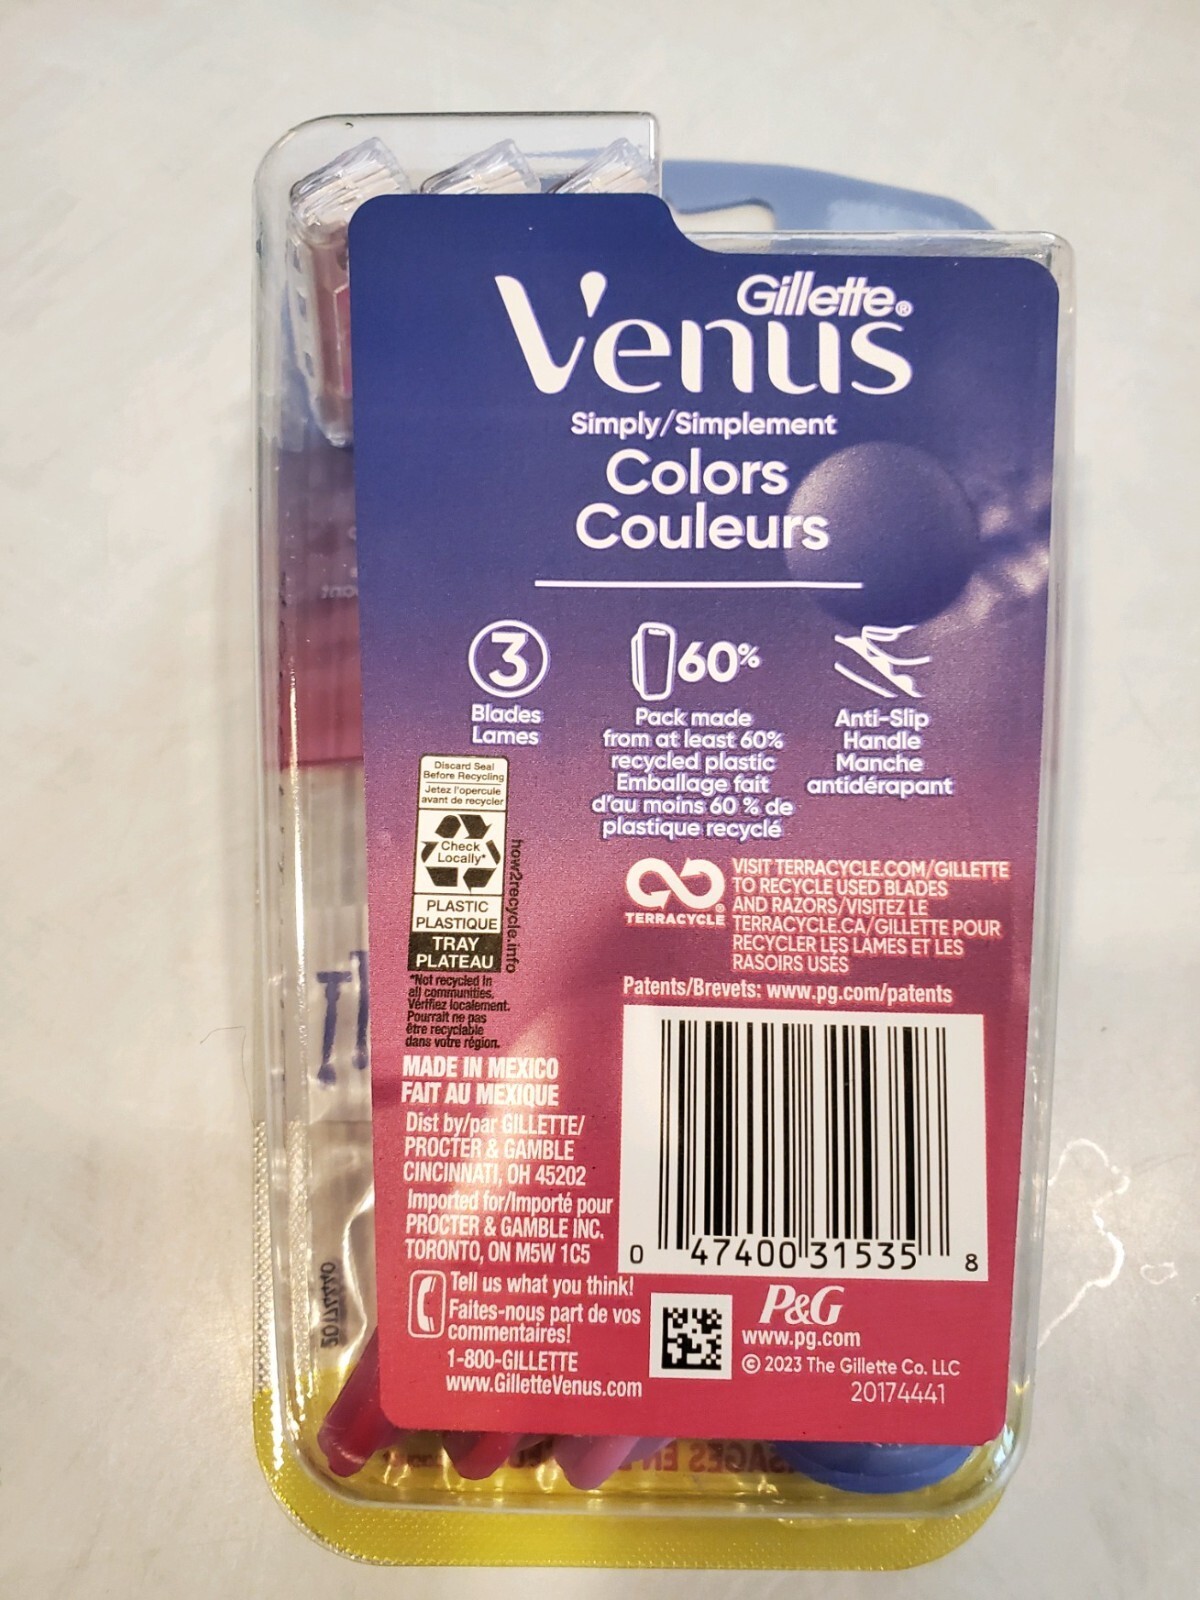 Gillette®
Venus
Simply/Simplement
Colors
Couleurs
3
Blades
Lames
60%
Pack made
from at least 60%
recycled plastic
Emballage fait
d'au moins 60 % de
plastique recyclé
Anti-Slip
Handle
Manche
antidérapant
Discard Seal
Before Recycling
Jetez l'opercule
avant de recycler
Check
Locally*
PLASTIC
PLASTIQUE
TRAY
PLATEAU
how2recycle.info
*Not recycled in
all communities.
Vérifiez localement.
Pourrait ne pas
être recyclable
dans votre région.
TERRACYCLE®
VISIT TERRACYCLE.COM/GILLETTE
TO RECYCLE USED BLADES
AND RAZORS/VISITEZ LE
TERRACYCLE.CA/GILLETTE POUR
RECYCLER LES LAMES ET LES
RASOIRS USÉS
Patents/Brevets: www.pg.com/patents
MADE IN MEXICO
FAIT AU MEXIQUE
Dist by/par GILLETTE/
PROCTER & GAMBLE
CINCINNATI, OH 45202
Imported for/Importé pour
PROCTER & GAMBLE INC.
TORONTO, ON M5W 1C5
0 47400 31535 8
Tell us what you think!
Faites-nous part de vos
commentaires!
1-800-GILLETTE
www.GilletteVenus.com
P&G
www.pg.com
© 2023 The Gillette Co. LLC
20174441